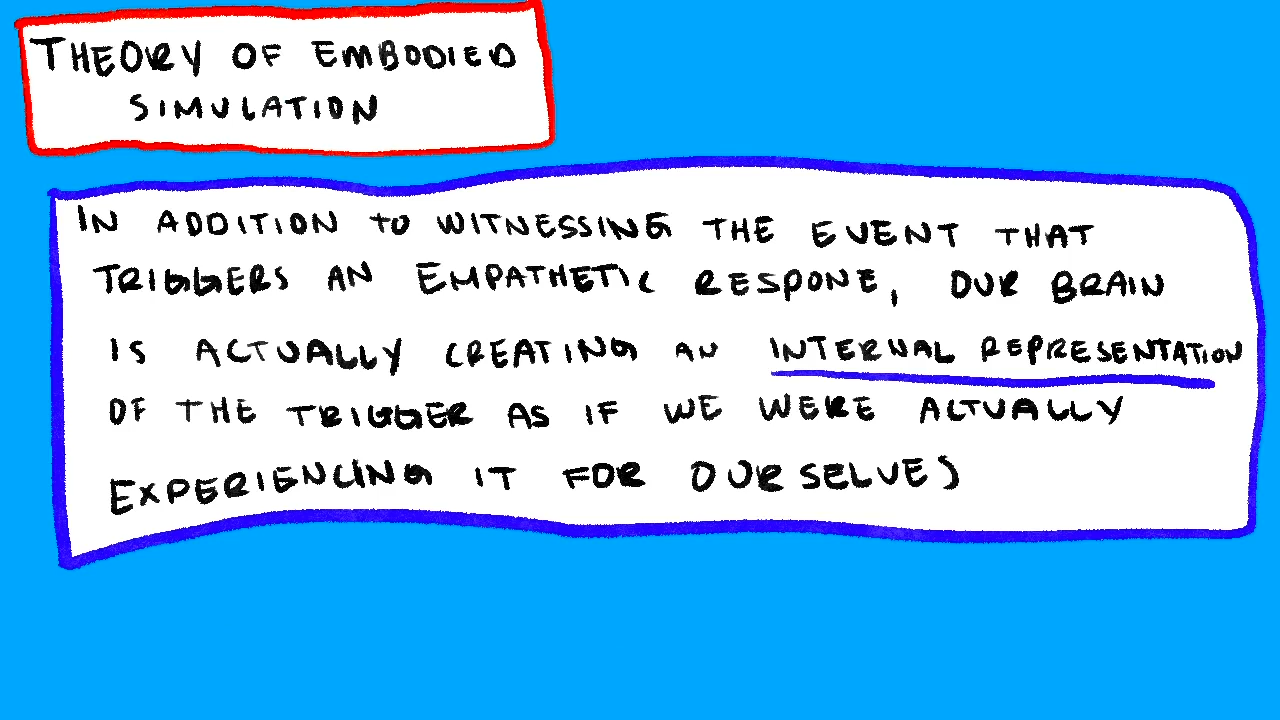 THEORY OF EMBODIED
SIMULATION
IN ADDITION TO WITNESSING THE EVENT THAT
TRIGGERS AN EMPATHETIC RESPONE, OUR BRAIN
IS ACTUALLY CREATING AN INTERNAL REPRESENTATION
OF THE TRIGGER AS IF WE WERE ACTUALLY
EXPERIENCING IT FOR OURSELVES